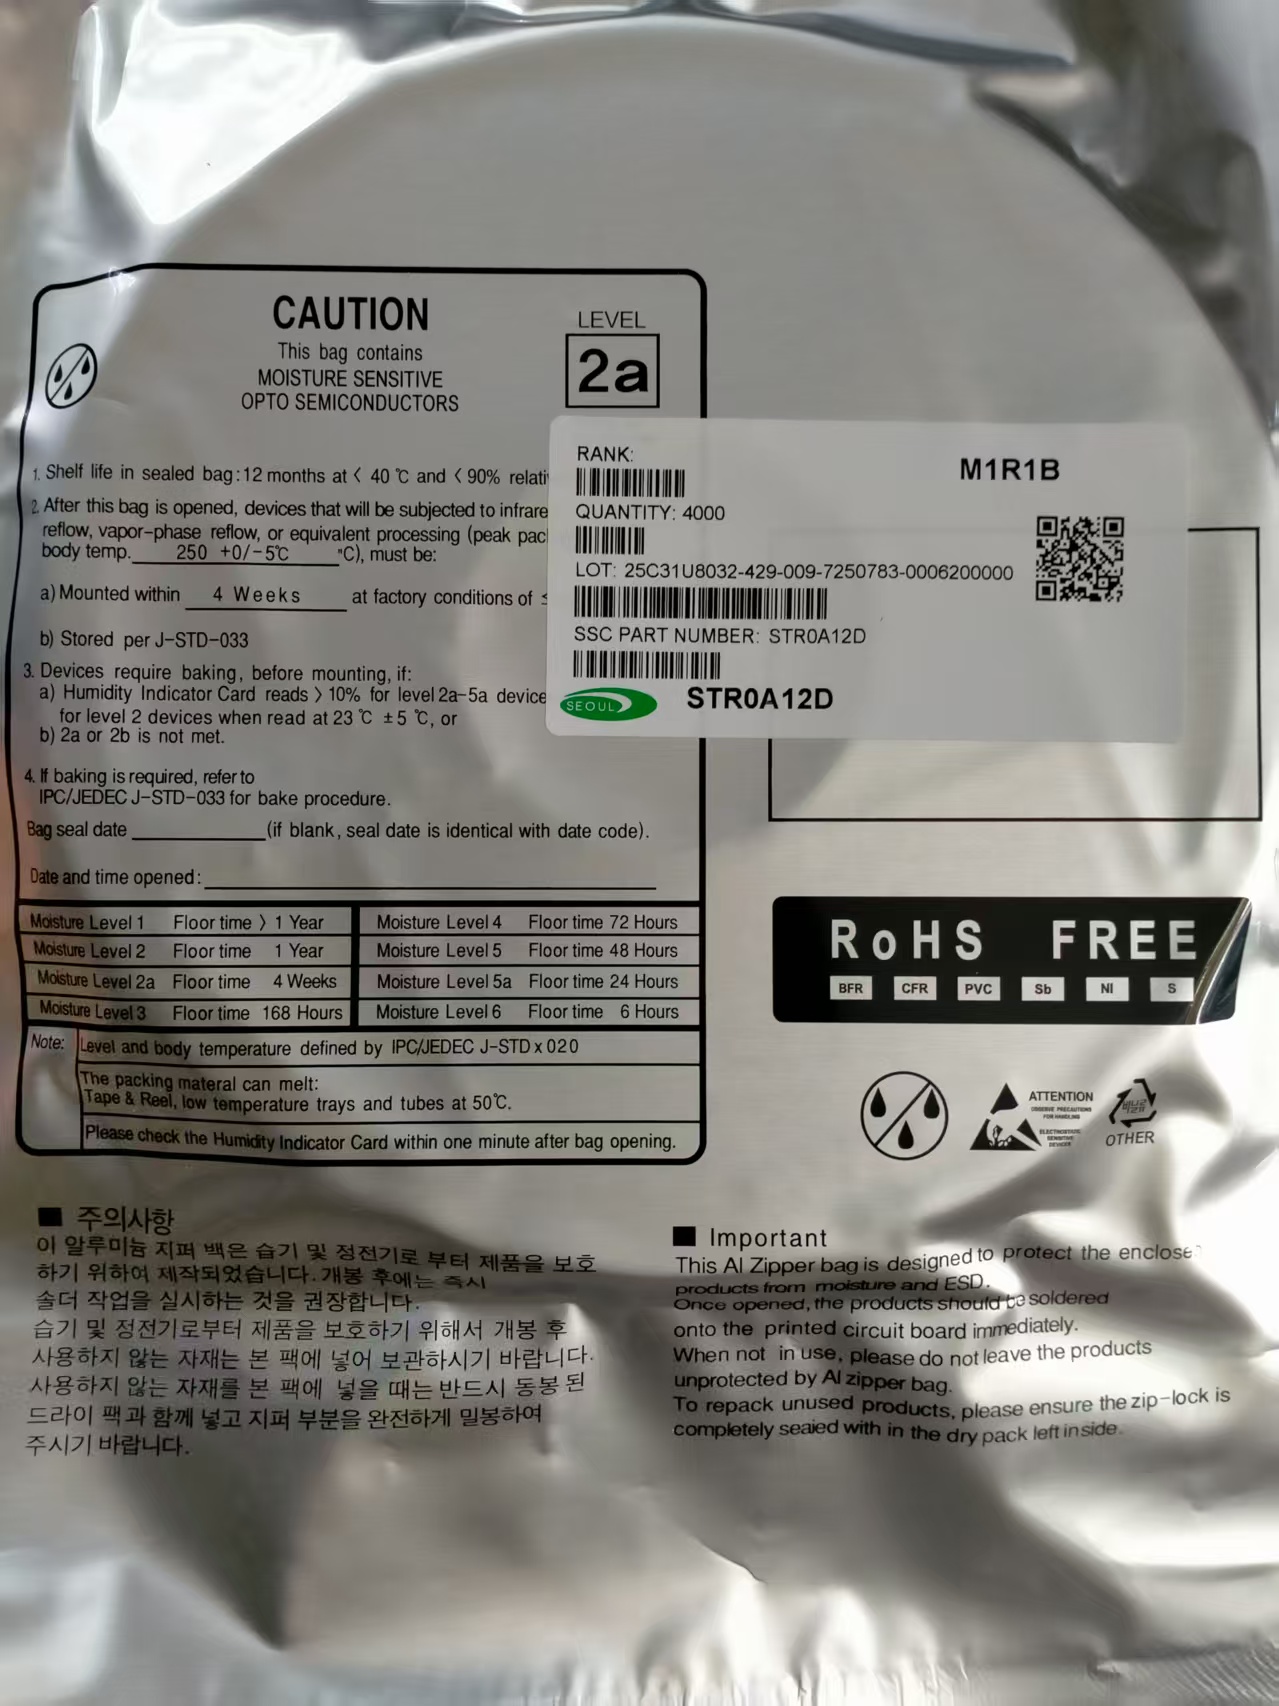 CAUTION
This bag contains
MOISTURE SENSITIVE
OPTO SEMICONDUCTORS
LEVEL
2a
1. Shelf life in sealed bag:12 months at < 40 ℃ and < 90%
2. After this bag is opened, devices that will be subjected to
reflow, vapor-phase reflow, or equivalent processing (peak
body temp. 250 +0/-5℃ "C), must be:
a) Mounted within 4 Weeks at factory conditions of ≤
b) Stored per J-STD-033
3. Devices require baking, before mounting, if:
a) Humidity Indicator Card reads > 10% for level 2a-5a device
for level 2 devices when read at 23 ℃ ±5 ℃, or
b) 2a or 2b is not met.
4. If baking is required, refer to
IPC/JEDEC J-STD-033 for bake procedure.
Bag seal date (if blank, seal date is identical with date code).
Date and time opened:
Moisture Level 1 Floor time > 1 Year Moisture Level 4 Floor time 72 Hours
Moisture Level 2 Floor time 1 Year Moisture Level 5 Floor time 48 Hours
Moisture Level 2a Floor time 4 Weeks Moisture Level 5a Floor time 24 Hours
Moisture Level 3 Floor time 168 Hours Moisture Level 6 Floor time 6 Hours
Note: Level and body temperature defined by IPC/JEDEC J-STD x 020
The packing materal can melt:
Tape & Reel, low temperature trays and tubes at 50℃.
Please check the Humidity Indicator Card within one minute after bag opening.
RANK:
M1R1B
QUANTITY: 4000
LOT: 25C31U8032-429-009-7250783-0006200000
SSC PART NUMBER: STR0A12D
SEOUL
STR0A12D
RoHS FREE
BFR CFR PVC Sb NI S
ATTENTION
OBSERVE PRECAUTIONS
FOR HANDLING
ELECTROSTATIC
SENSITIVE
DEVICES
OTHER
■ 주의사항
이 알루미늄 지퍼 백은 습기 및 정전기로 부터 제품을 보호
하기 위하여 제작되었습니다. 개봉 후에는 즉시
솔더 작업을 실시하는 것을 권장합니다.
습기 및 정전기로부터 제품을 보호하기 위해서 개봉 후
사용하지 않는 자재는 본 팩에 넣어 보관하시기 바랍니다.
사용하지 않는 자재를 본 팩에 넣을 때는 반드시 동봉 된
드라이 팩과 함께 넣고 지퍼 부분을 완전하게 밀봉하여
주시기 바랍니다.
■ Important
This Al Zipper bag is designed to protect the enclose
products from moisture and ESD.
Once opened, the products should be soldered
onto the printed circuit board immediately.
When not in use, please do not leave the products
unprotected by Al zipper bag.
To repack unused products, please ensure the zip-lock is
completely sealed with in the dry pack left inside.